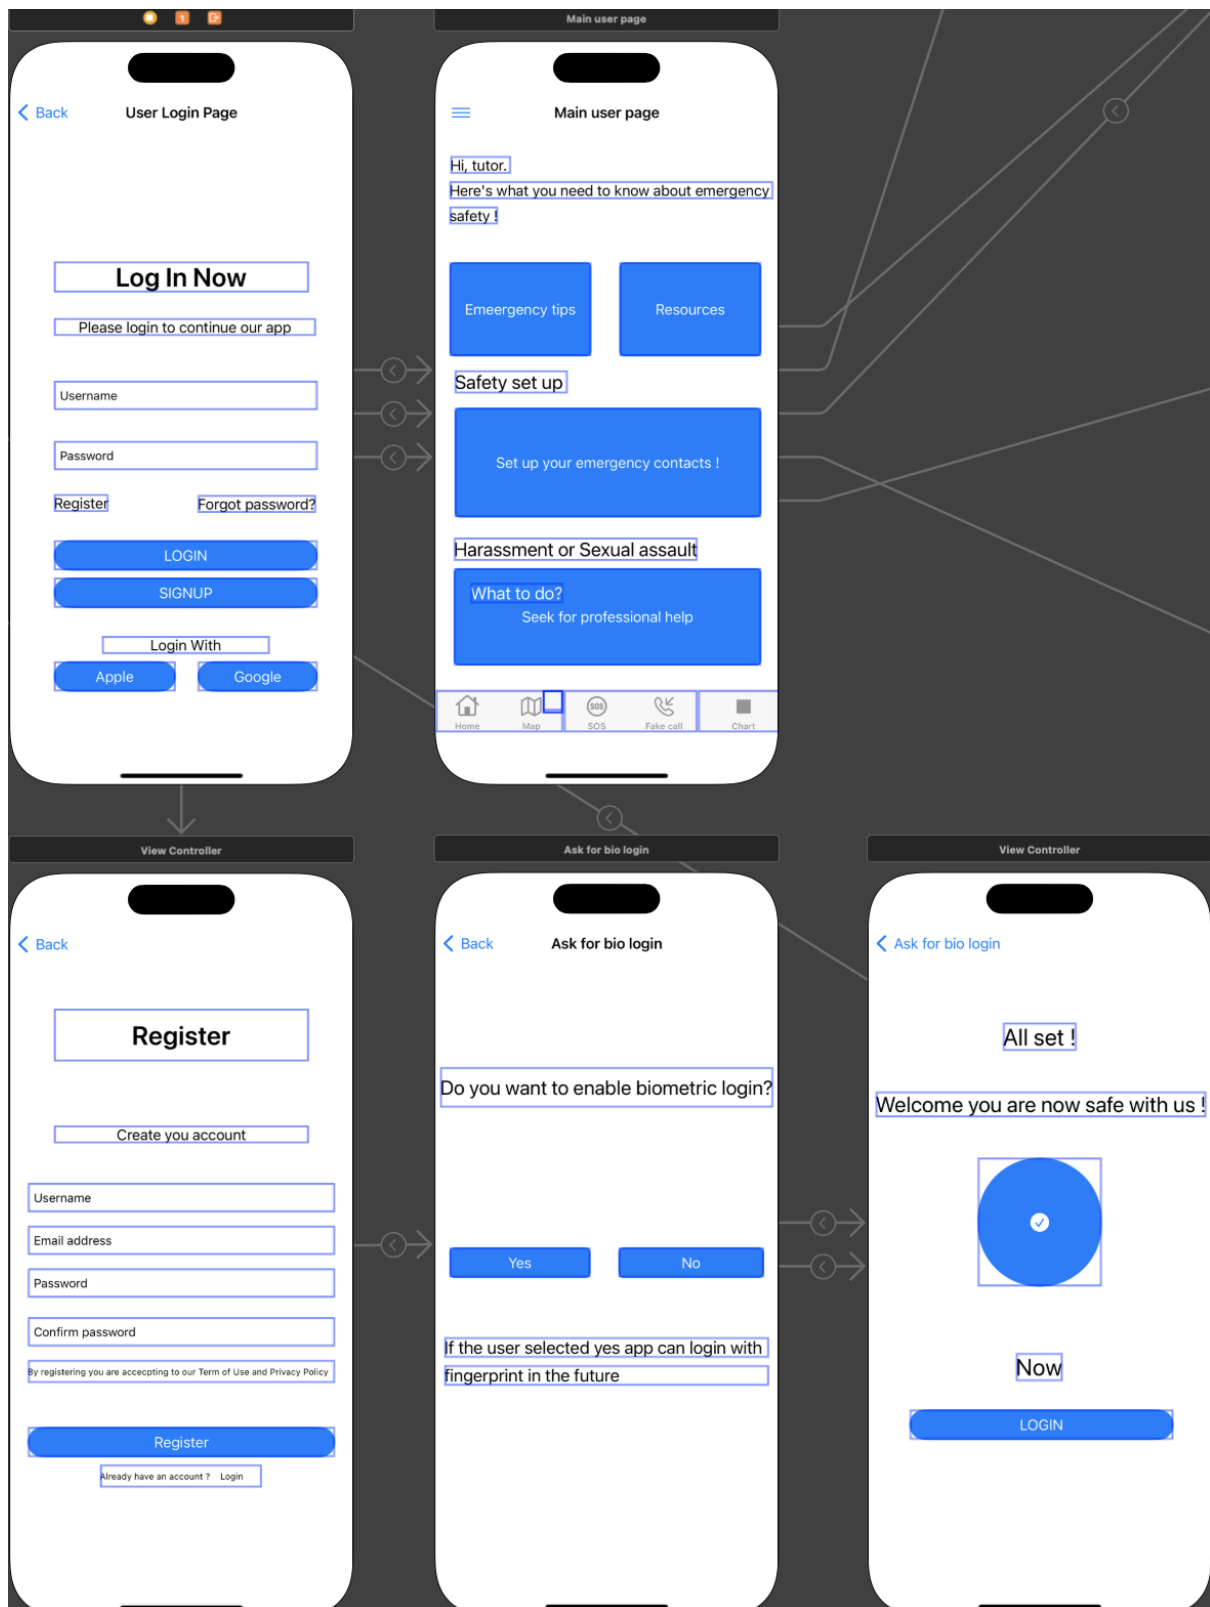 Main user page
1
Back
User Login Page
Log In Now
Please login to continue our app
Username
Password
Register
Forgot password?
LOGIN
SIGNUP
Login With
Apple
Google
Main user page
Hi, tutor.
Here's what you need to know about emergency
safety !
Emeergency tips
Resources
Safety set up
Set up your emergency contacts !
Harassment or Sexual assault
What to do?
Seek for professional help
Home
Map
SOS
SOS
Fake call
Chart
View Controller
Back
Register
Create you account
Username
Email address
Password
Confirm password
By registering you are accecpting to our Term of Use and Privacy Policy
Register
Already have an account ? Login
Ask for bio login
Back
Ask for bio login
Do you want to enable biometric login?
Yes
No
If the user selected yes app can login with
fingerprint in the future
View Controller
Ask for bio login
All set !
Welcome you are now safe with us !
Now
LOGIN